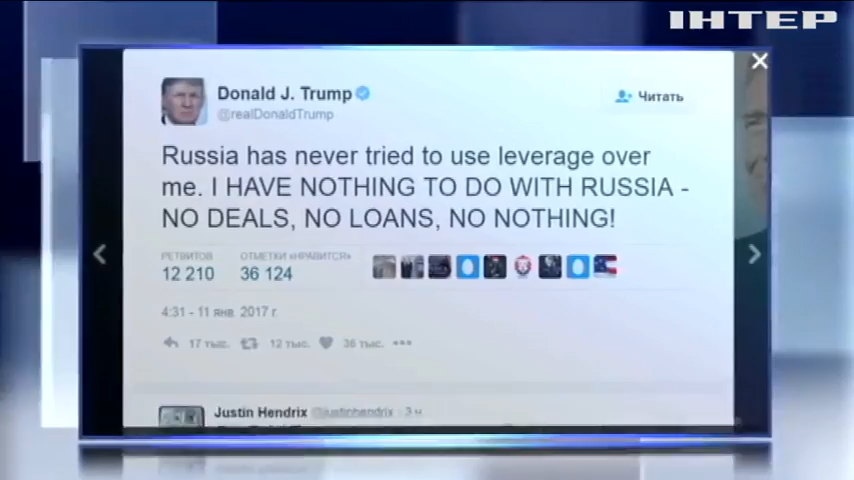 ІНТЕР
Donald J. Trump
@realDonaldTrump
Читать
Russia has never tried to use leverage over
me. I HAVE NOTHING TO DO WITH RUSSIA -
NO DEALS, NO LOANS, NO NOTHING!
РЕТВИТОВ
12 210
ОТМЕТКИ «НРАВИТСЯ»
36 124
4:31 - 11 янв. 2017 г.
17 тыс. 12 тыс. 36 тыс.
Justin Hendrix @justinhendrix · 3 ч